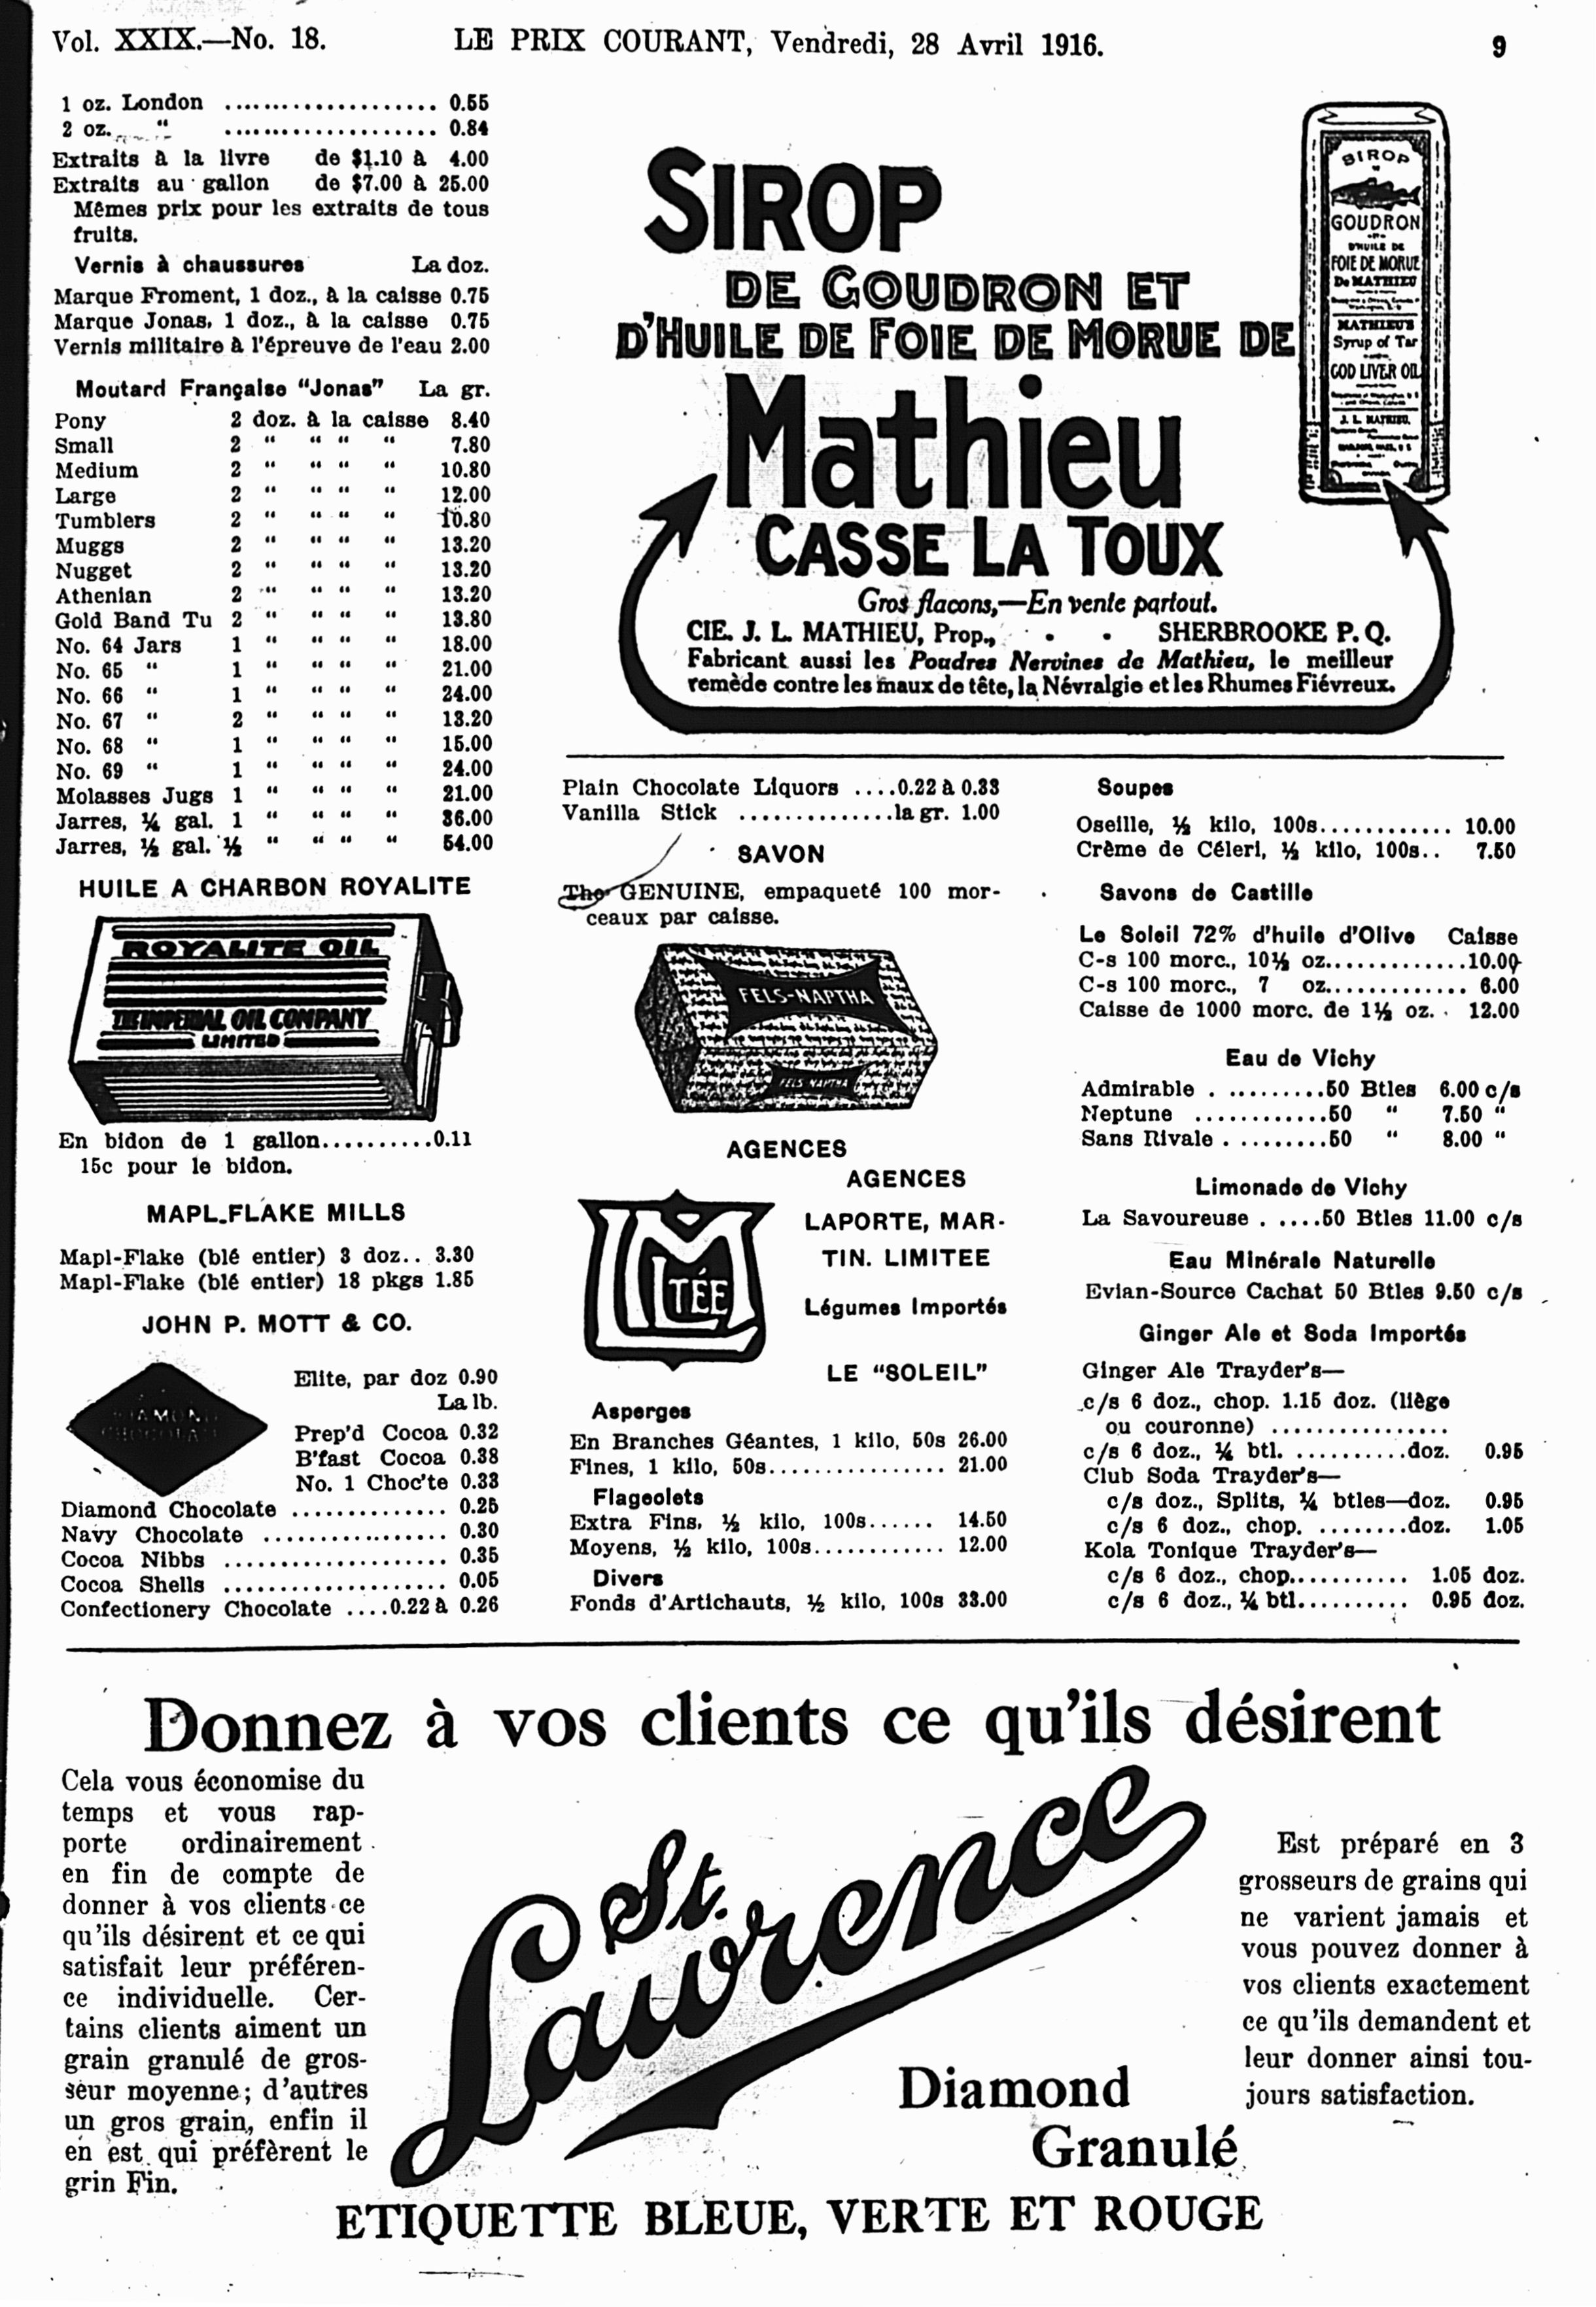 Vol. XXIX.—No. 18. LE PRIX COURANT, Vendredi, 28 Avril 1916. 9
1 oz. London .................... 0.55
2 oz. “ .................... 0.84
Extraits à la livre de $1.10 à 4.00
Extraits au gallon de $7.00 à 25.00
Mêmes prix pour les extraits de tous
fruits.
Vernis à chaussures La doz.
Marque Froment, 1 doz., à la caisse 0.75
Marque Jonas, 1 doz., à la caisse 0.75
Vernis militaire à l'épreuve de l'eau 2.00
Moutard Française “Jonas” La gr.
Pony 2 doz. à la caisse 8.40
Small 2 “ “ “ “ 7.80
Medium 2 “ “ “ “ 10.80
Large 2 “ “ “ “ 12.00
Tumblers 2 “ “ “ “ 10.80
Muggs 2 “ “ “ “ 13.20
Nugget 2 “ “ “ “ 13.20
Athenian 2 “ “ “ “ 13.20
Gold Band Tu 2 “ “ “ “ 13.80
No. 64 Jars 1 “ “ “ “ 18.00
No. 65 “ 1 “ “ “ “ 21.00
No. 66 “ 1 “ “ “ “ 24.00
No. 67 “ 2 “ “ “ “ 13.20
No. 68 “ 1 “ “ “ “ 15.00
No. 69 “ 1 “ “ “ “ 24.00
Molasses Jugs 1 “ “ “ “ 21.00
Jarres, ¼ gal. 1 “ “ “ “ 36.00
Jarres, ½ gal. ½ “ “ “ “ 54.00
HUILE A CHARBON ROYALITE
ROYALITE OIL
THE IMPERIAL OIL COMPANY
LIMITED
En bidon de 1 gallon..........0.11
15c pour le bidon.
MAPL-FLAKE MILLS
Mapl-Flake (blé entier) 3 doz.. 3.30
Mapl-Flake (blé entier) 18 pkgs 1.85
JOHN P. MOTT & CO.
DIAMOND
CHOCOLATE
Elite, par doz 0.90
La lb.
Prep'd Cocoa 0.32
B'fast Cocoa 0.38
No. 1 Choc'te 0.33
Diamond Chocolate .............. 0.25
Navy Chocolate ................. 0.30
Cocoa Nibbs .................... 0.35
Cocoa Shells .................... 0.05
Confectionery Chocolate ....0.22 à 0.26
SIROP
DE GOUDRON ET
D'HUILE DE FOIE DE MORUE DE
Mathieu
CASSE LA TOUX
Gros flacons,—En vente partout.
CIE. J. L. MATHIEU, Prop., - - SHERBROOKE P. Q.
Fabricant aussi les Poudres Nervines de Mathieu, le meilleur
remède contre les maux de tête, la Névralgie et les Rhumes Fiévreux.
SIROP
GOUDRON
D'HUILE DE
FOIE DE MORUE
De MATHIEU
MATHIEU'S
Syrup of Tar
COD LIVER OIL
J. L. MATHIEU,
Plain Chocolate Liquors ....0.22 à 0.33
Vanilla Stick ..............la gr. 1.00
SAVON
The GENUINE, empaqueté 100 mor-
ceaux par caisse.
FELS-NAPTHA
FELS-NAPTHA
AGENCES
AGENCES
LAPORTE, MAR-
TIN. LIMITEE
LM
TÉE
Légumes Importés
LE “SOLEIL”
Asperges
En Branches Géantes, 1 kilo, 50s 26.00
Fines, 1 kilo, 50s................ 21.00
Flageolets
Extra Fins, ½ kilo, 100s...... 14.50
Moyens, ½ kilo, 100s............ 12.00
Divers
Fonds d'Artichauts, ½ kilo, 100s 33.00
Soupes
Oseille, ½ kilo, 100s............ 10.00
Crème de Céleri, ½ kilo, 100s.. 7.50
Savons de Castille
Le Soleil 72% d'huile d'Olive Caisse
C-s 100 morc., 10½ oz.............10.00
C-s 100 morc., 7 oz............. 6.00
Caisse de 1000 morc. de 1½ oz. . 12.00
Eau de Vichy
Admirable . .........50 Btles 6.00 c/s
Neptune ............50 “ 7.50 “
Sans Rivale . ........50 “ 8.00 “
Limonade de Vichy
La Savoureuse . ....50 Btles 11.00 c/s
Eau Minérale Naturelle
Evian-Source Cachat 50 Btles 9.50 c/s
Ginger Ale et Soda Importés
Ginger Ale Trayder's—
c/s 6 doz., chop. 1.15 doz. (liège
ou couronne) ................
c/s 6 doz., ¼ btl. ..........doz. 0.95
Club Soda Trayder's—
c/s doz., Splits, ¼ btles—doz. 0.95
c/s 6 doz., chop. ........doz. 1.05
Kola Tonique Trayder's—
c/s 6 doz., chop.......... 1.05 doz.
c/s 6 doz., ¼ btl.......... 0.95 doz.
Donnez à vos clients ce qu'ils désirent
Cela vous économise du
temps et vous rap-
porte ordinairement
en fin de compte de
donner à vos clients ce
qu'ils désirent et ce qui
satisfait leur préféren-
ce individuelle. Cer-
tains clients aiment un
grain granulé de gros-
seur moyenne; d'autres
un gros grain, enfin il
en est qui préfèrent le
grin Fin.
St.
Lawrence
Diamond
Granulé
Est préparé en 3
grosseurs de grains qui
ne varient jamais et
vous pouvez donner à
vos clients exactement
ce qu'ils demandent et
leur donner ainsi tou-
jours satisfaction.
ETIQUETTE BLEUE, VERTE ET ROUGE